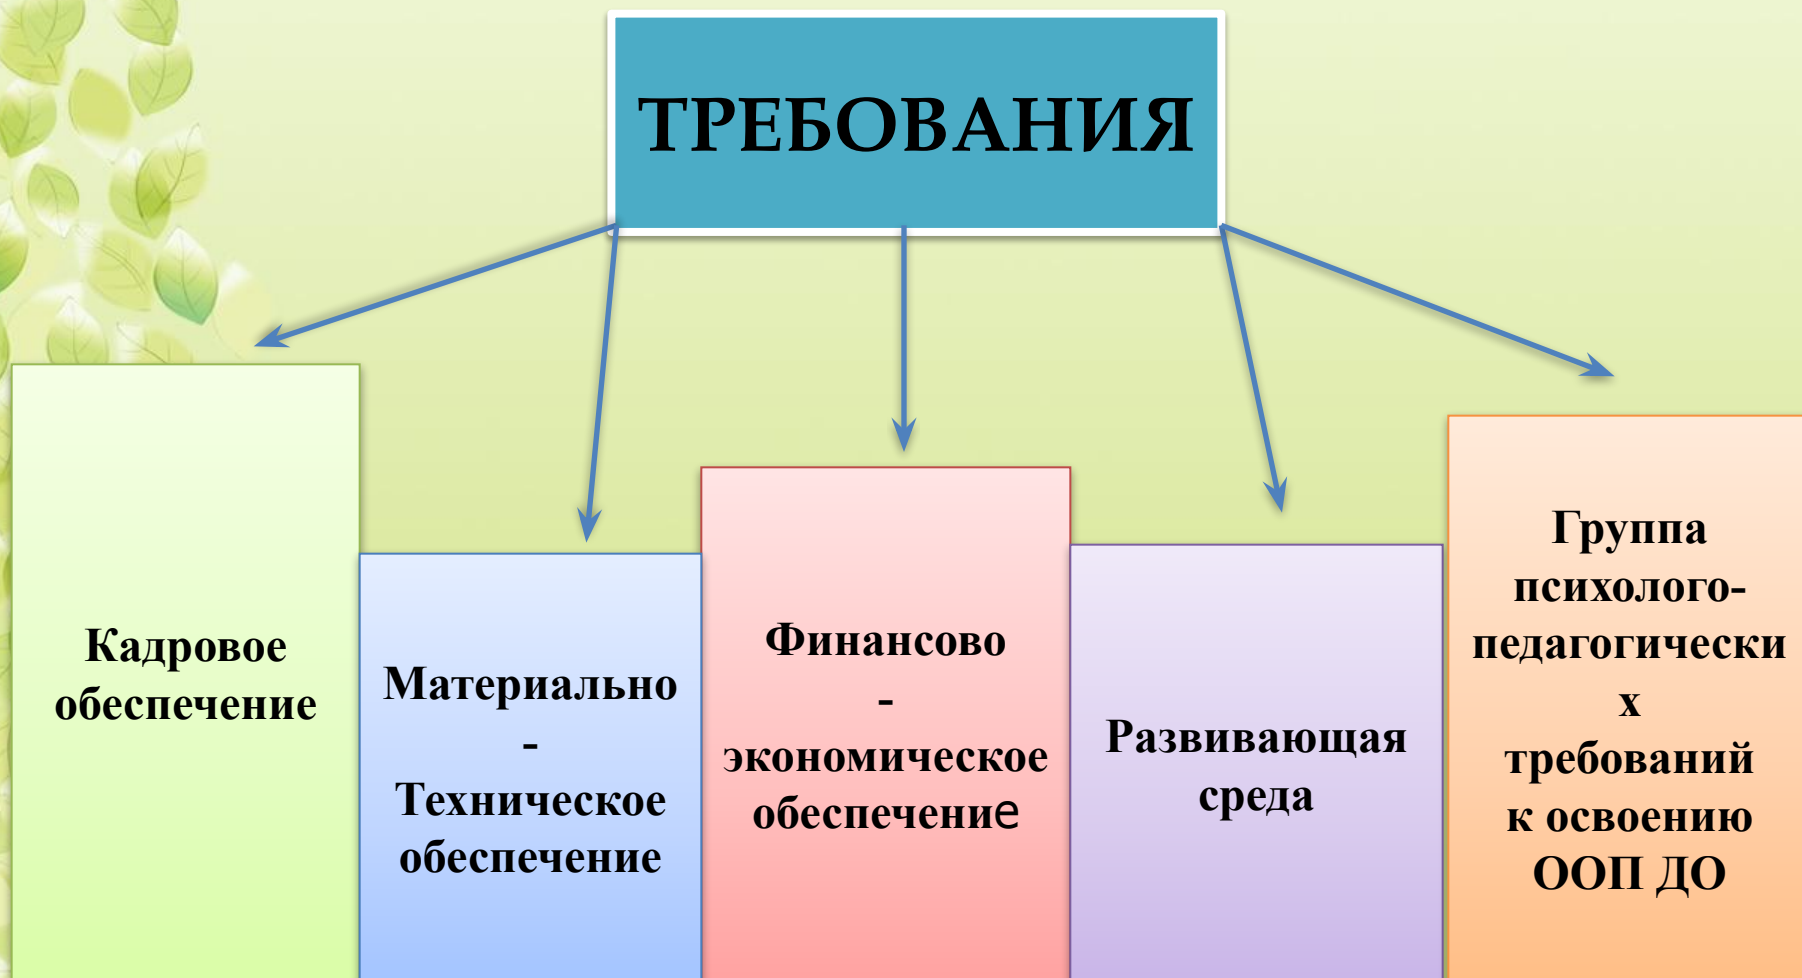 ТРЕБОВАНИЯ
Кадровое
обеспечение
Материально
-
Техническое
обеспечение
Финансово
-
экономическое
обеспечение
Развивающая
среда
Группа
психолого-
педагогически
х
требований
к освоению
ООП ДО